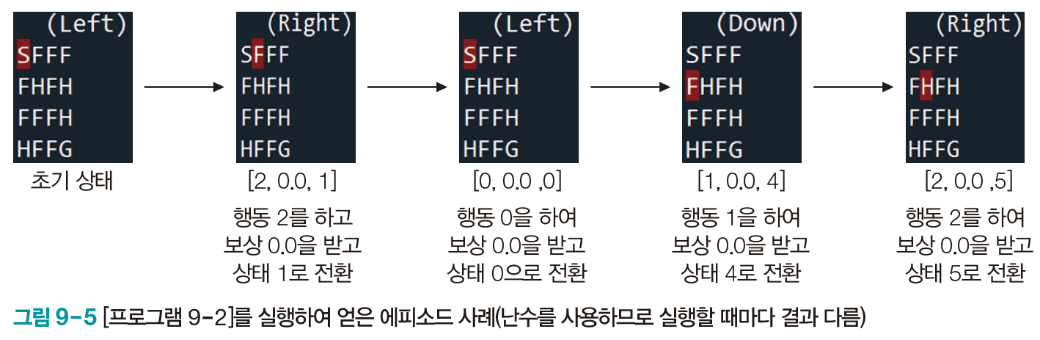 (Left)
SFFF
FHFH
FFFH
HFFG
초기 상태
(Right)
SFFF
FHFH
FFFH
HFFG
[2, 0.0, 1]
행동 2를 하고
보상 0.0을 받고
상태 1로 전환
(Left)
SFFF
FHFH
FFFH
HFFG
[0, 0.0 ,0]
행동 0을 하여
보상 0.0을 받고
상태 0으로 전환
(Down)
SFFF
FHFH
FFFH
HFFG
[1, 0.0, 4]
행동 1을 하여
보상 0.0을 받고
상태 4로 전환
(Right)
SFFF
FHFH
FFFH
HFFG
[2, 0.0 ,5]
행동 2를 하여
보상 0.0을 받고
상태 5로 전환
그림 9-5 [프로그램 9-2]를 실행하여 얻은 에피소드 사례(난수를 사용하므로 실행할 때마다 결과 다름)